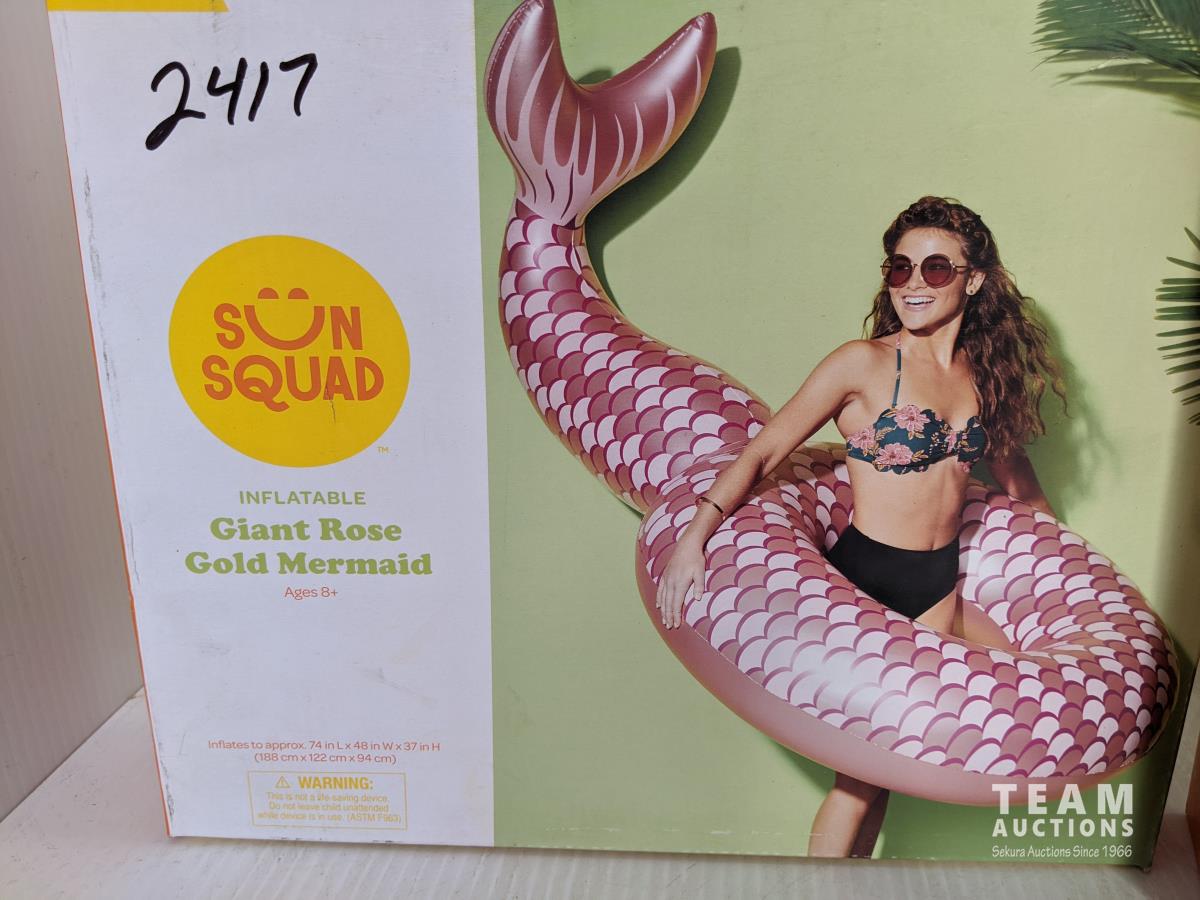 2417
SUN
SQUAD
TM
INFLATABLE
Giant Rose
Gold Mermaid
Ages 8+
Inflates to approx. 74 in L x 48 in W x 37 in H
(188 cm x 122 cm x 94 cm)
⚠ WARNING:
This is not a life saving device.
Do not leave child unattended
while device is in use. (ASTM F963)
TEAM
AUCTIONS
Sekura Auctions Since 1966